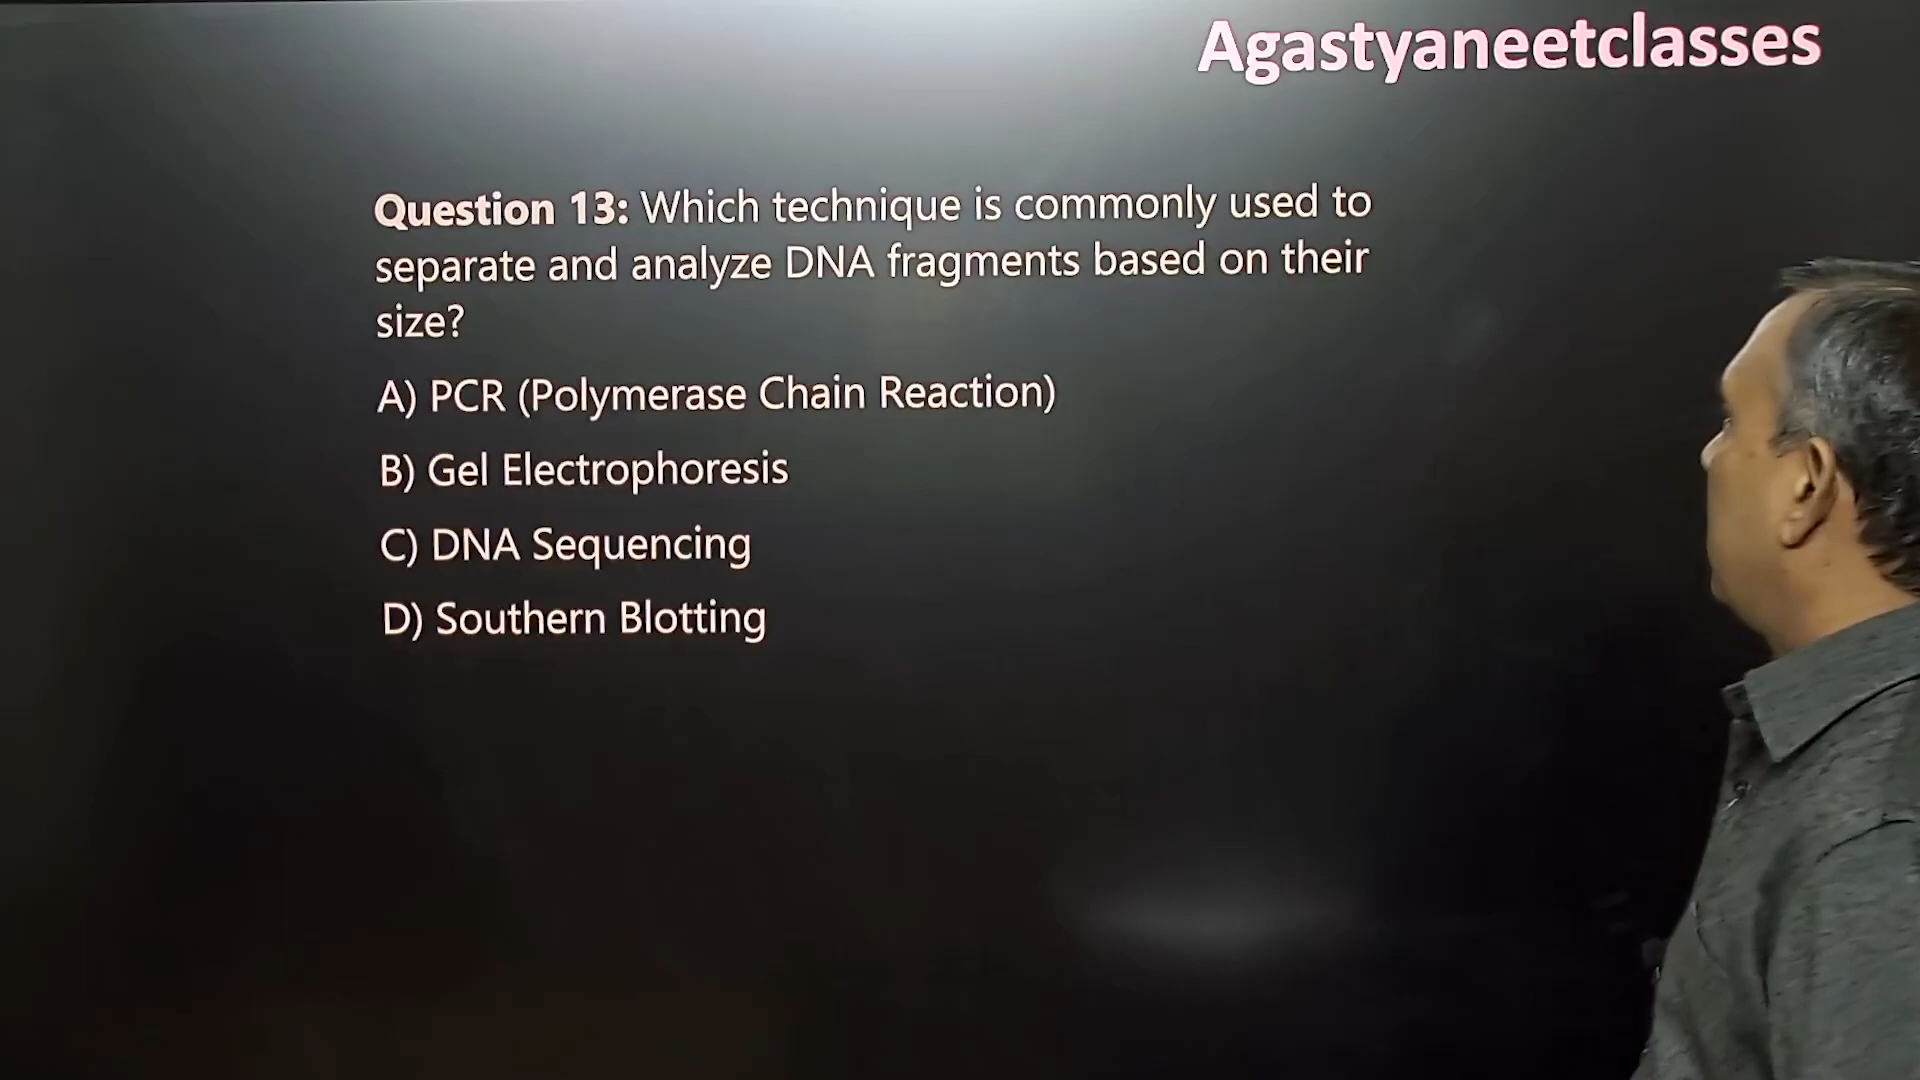 Agastyaneetclasses
Question 13: Which technique is commonly used to
separate and analyze DNA fragments based on their
size?
A) PCR (Polymerase Chain Reaction)
B) Gel Electrophoresis
C) DNA Sequencing
D) Southern Blotting